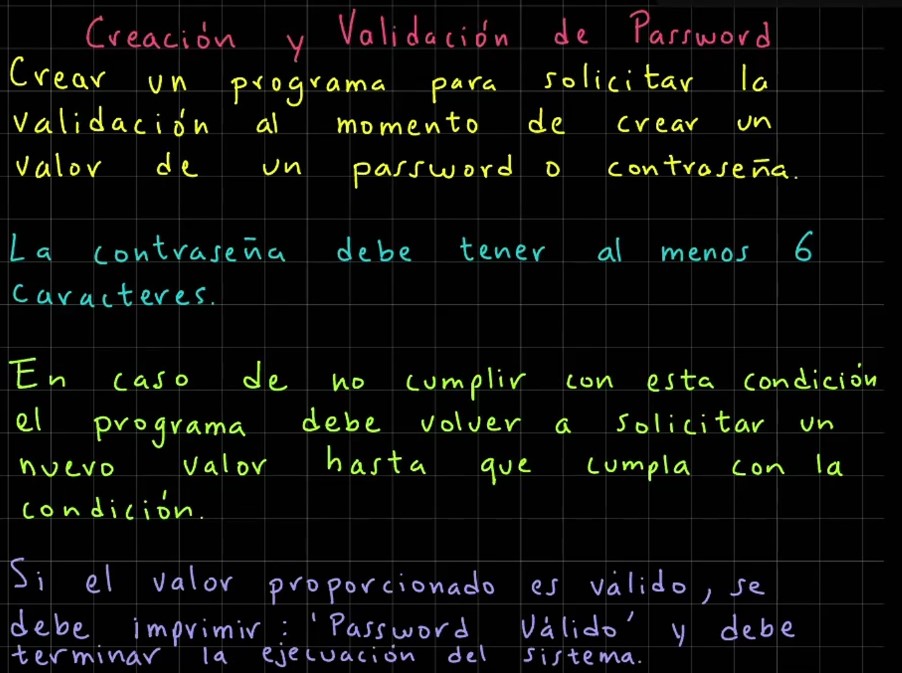 Creación y Validación de Password
Crear un programa para solicitar la
validación al momento de crear un
valor de un password o contraseña.
La contraseña debe tener al menos 6
caracteres.
En caso de no cumplir con esta condición
el programa debe volver a solicitar un
nuevo valor hasta que cumpla con la
condición.
Si el valor proporcionado es válido, se
debe imprimir: 'Password Válido' y debe
terminar la ejecuación del sistema.